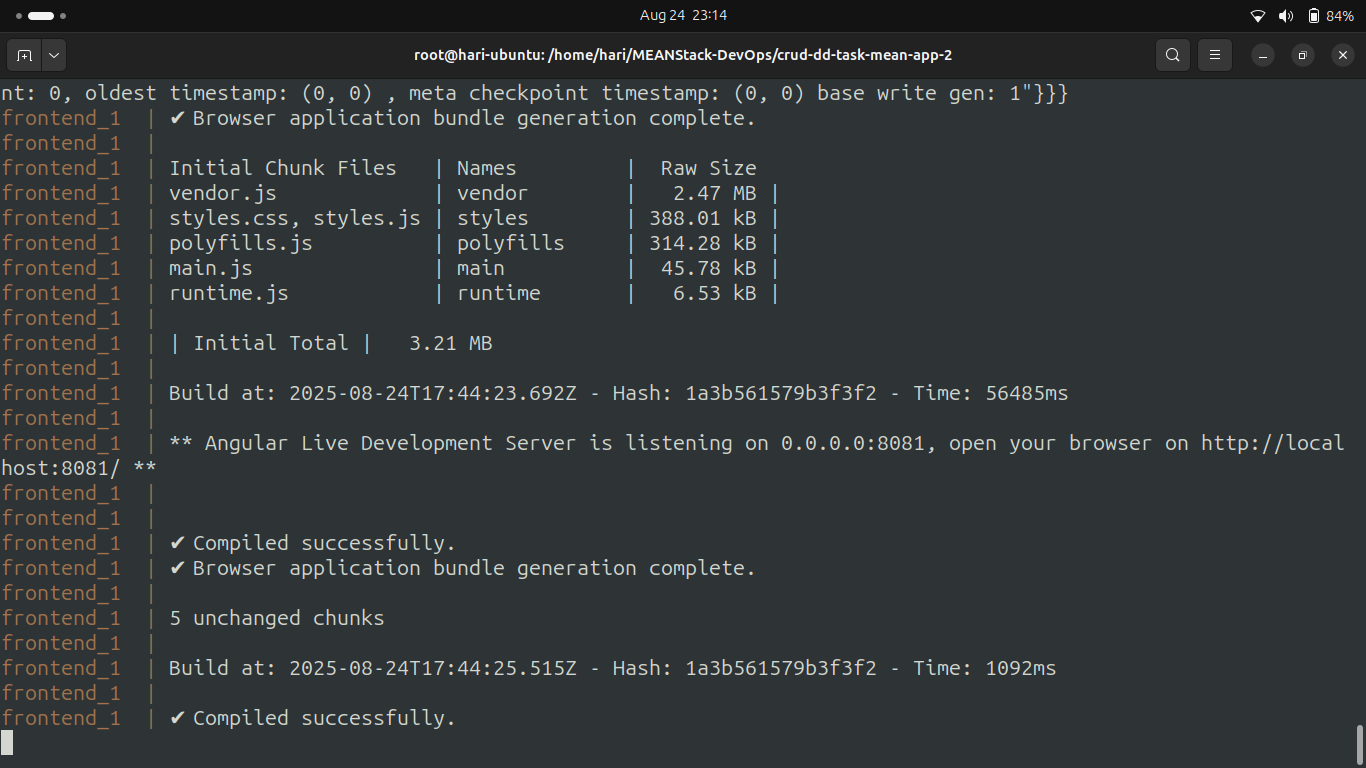 Aug 24 23:14
84%
root@hari-ubuntu: /home/hari/MEANStack-DevOps/crud-dd-task-mean-app-2
nt: 0, oldest timestamp: (0, 0) , meta checkpoint timestamp: (0, 0) base write gen: 1"}}}
frontend_1  | ✔ Browser application bundle generation complete.
frontend_1  |
frontend_1  | Initial Chunk Files   | Names         |  Raw Size
frontend_1  | vendor.js             | vendor        |   2.47 MB |
frontend_1  | styles.css, styles.js | styles        | 388.01 kB |
frontend_1  | polyfills.js          | polyfills     | 314.28 kB |
frontend_1  | main.js               | main          |  45.78 kB |
frontend_1  | runtime.js            | runtime       |   6.53 kB |
frontend_1  |
frontend_1  | | Initial Total |   3.21 MB
frontend_1  |
frontend_1  | Build at: 2025-08-24T17:44:23.692Z - Hash: 1a3b561579b3f3f2 - Time: 56485ms
frontend_1  |
frontend_1  | ** Angular Live Development Server is listening on 0.0.0.0:8081, open your browser on http://local
host:8081/ **
frontend_1  |
frontend_1  |
frontend_1  | ✔ Compiled successfully.
frontend_1  | ✔ Browser application bundle generation complete.
frontend_1  |
frontend_1  | 5 unchanged chunks
frontend_1  |
frontend_1  | Build at: 2025-08-24T17:44:25.515Z - Hash: 1a3b561579b3f3f2 - Time: 1092ms
frontend_1  |
frontend_1  | ✔ Compiled successfully.